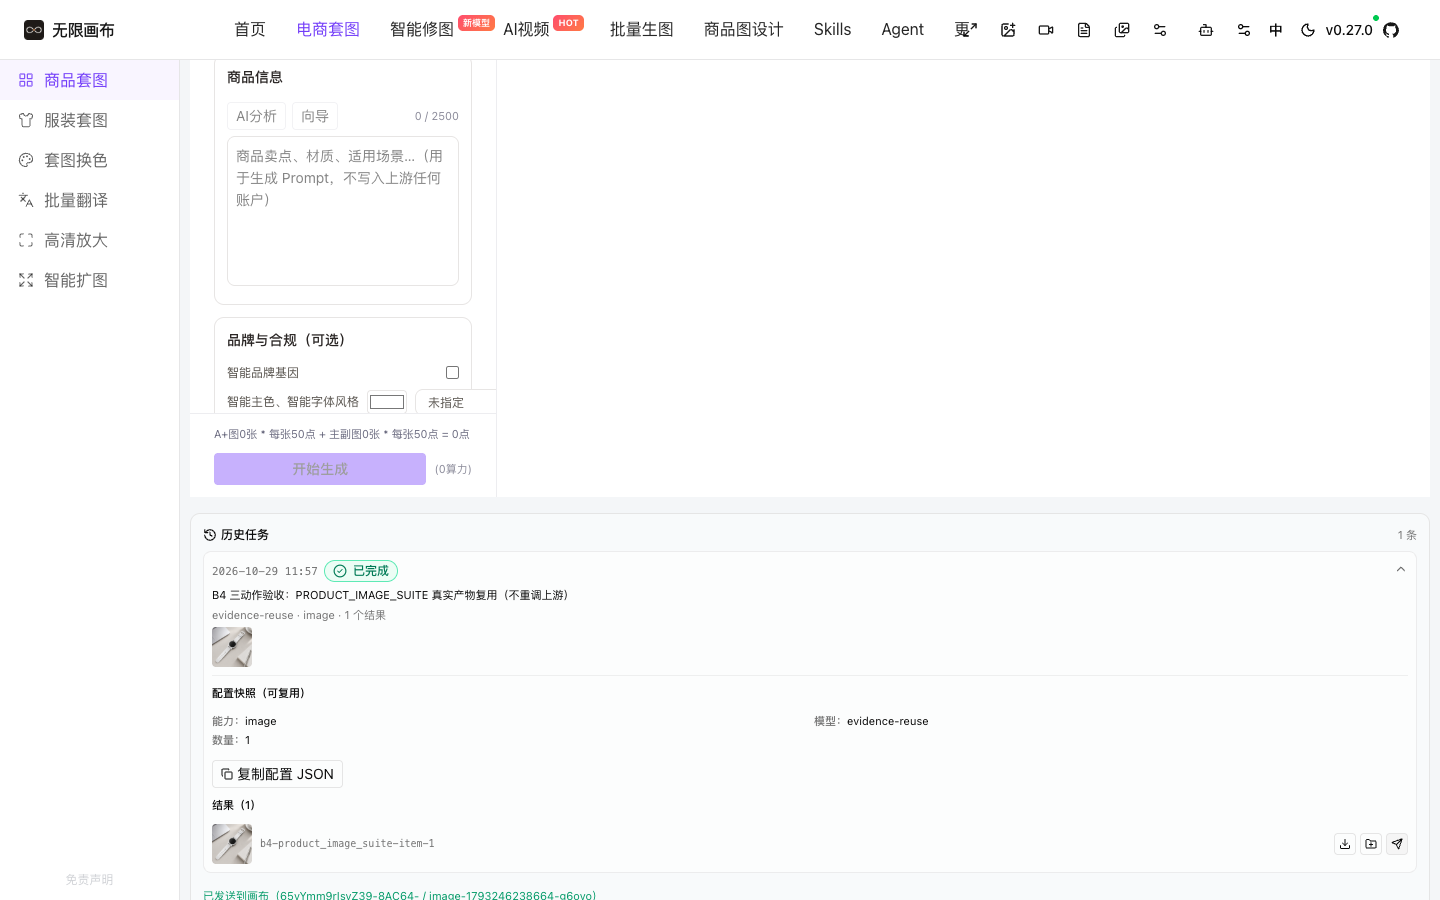 无限画布
首页
电商套图
智能修图
新模型
AI视频
HOT
批量生图
商品图设计
Skills
Agent
中
v0.27.0
商品套图
服装套图
套图换色
批量翻译
高清放大
智能扩图
免责声明
商品信息
AI分析
向导
0 / 2500
商品卖点、材质、适用场景...（用
于生成 Prompt，不写入上游任何
账户）
品牌与合规（可选）
智能品牌基因
智能主色、智能字体风格
未指定
A+图0张 * 每张50点 + 主副图0张 * 每张50点 = 0点
开始生成
(0算力)
历史任务
1 条
2026-10-29 11:57
已完成
B4 三动作验收：PRODUCT_IMAGE_SUITE 真实产物复用（不重调上游）
evidence-reuse · image · 1 个结果
配置快照（可复用）
能力：image
模型：evidence-reuse
数量：1
复制配置 JSON
结果（1）
b4-product_image_suite-item-1
已发送到画布（65vYmm9rIsvZ39-8AC64- / image-1793246238664-g6ovo）